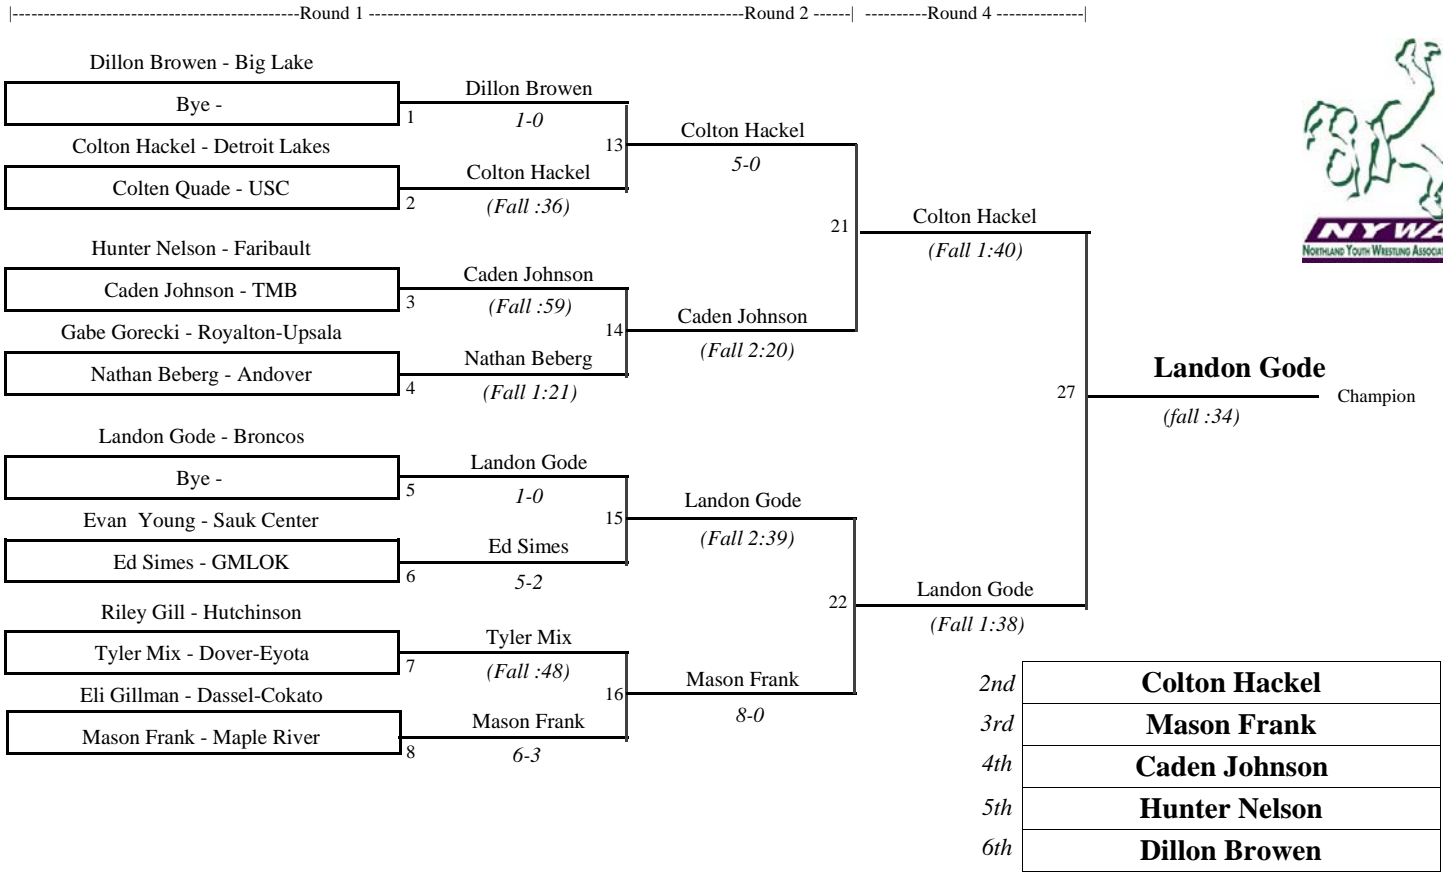 |----------------------------------------------Round 1 ------------------------------------------------------------Round 2 ------| ----------Round 4 --------------|
Dillon Browen - Big Lake
Bye -
1
Dillon Browen
1-0
Colton Hackel - Detroit Lakes
Colten Quade - USC
2
Colton Hackel
(Fall :36)
13
Colton Hackel
5-0
Hunter Nelson - Faribault
Caden Johnson - TMB
3
Caden Johnson
(Fall :59)
Gabe Gorecki - Royalton-Upsala
Nathan Beberg - Andover
4
Nathan Beberg
(Fall 1:21)
14
Caden Johnson
(Fall 2:20)
21
Colton Hackel
(Fall 1:40)
Landon Gode - Broncos
Bye -
5
Landon Gode
1-0
Evan  Young - Sauk Center
Ed Simes - GMLOK
6
Ed Simes
5-2
15
Landon Gode
(Fall 2:39)
Riley Gill - Hutchinson
Tyler Mix - Dover-Eyota
7
Tyler Mix
(Fall :48)
Eli Gillman - Dassel-Cokato
Mason Frank - Maple River
8
Mason Frank
6-3
16
Mason Frank
8-0
22
Landon Gode
(Fall 1:38)
27
Landon Gode
Champion
(fall :34)
NYWA
NORTHLAND YOUTH WRESTLING ASSOCIAT
2nd Colton Hackel
3rd Mason Frank
4th Caden Johnson
5th Hunter Nelson
6th Dillon Browen